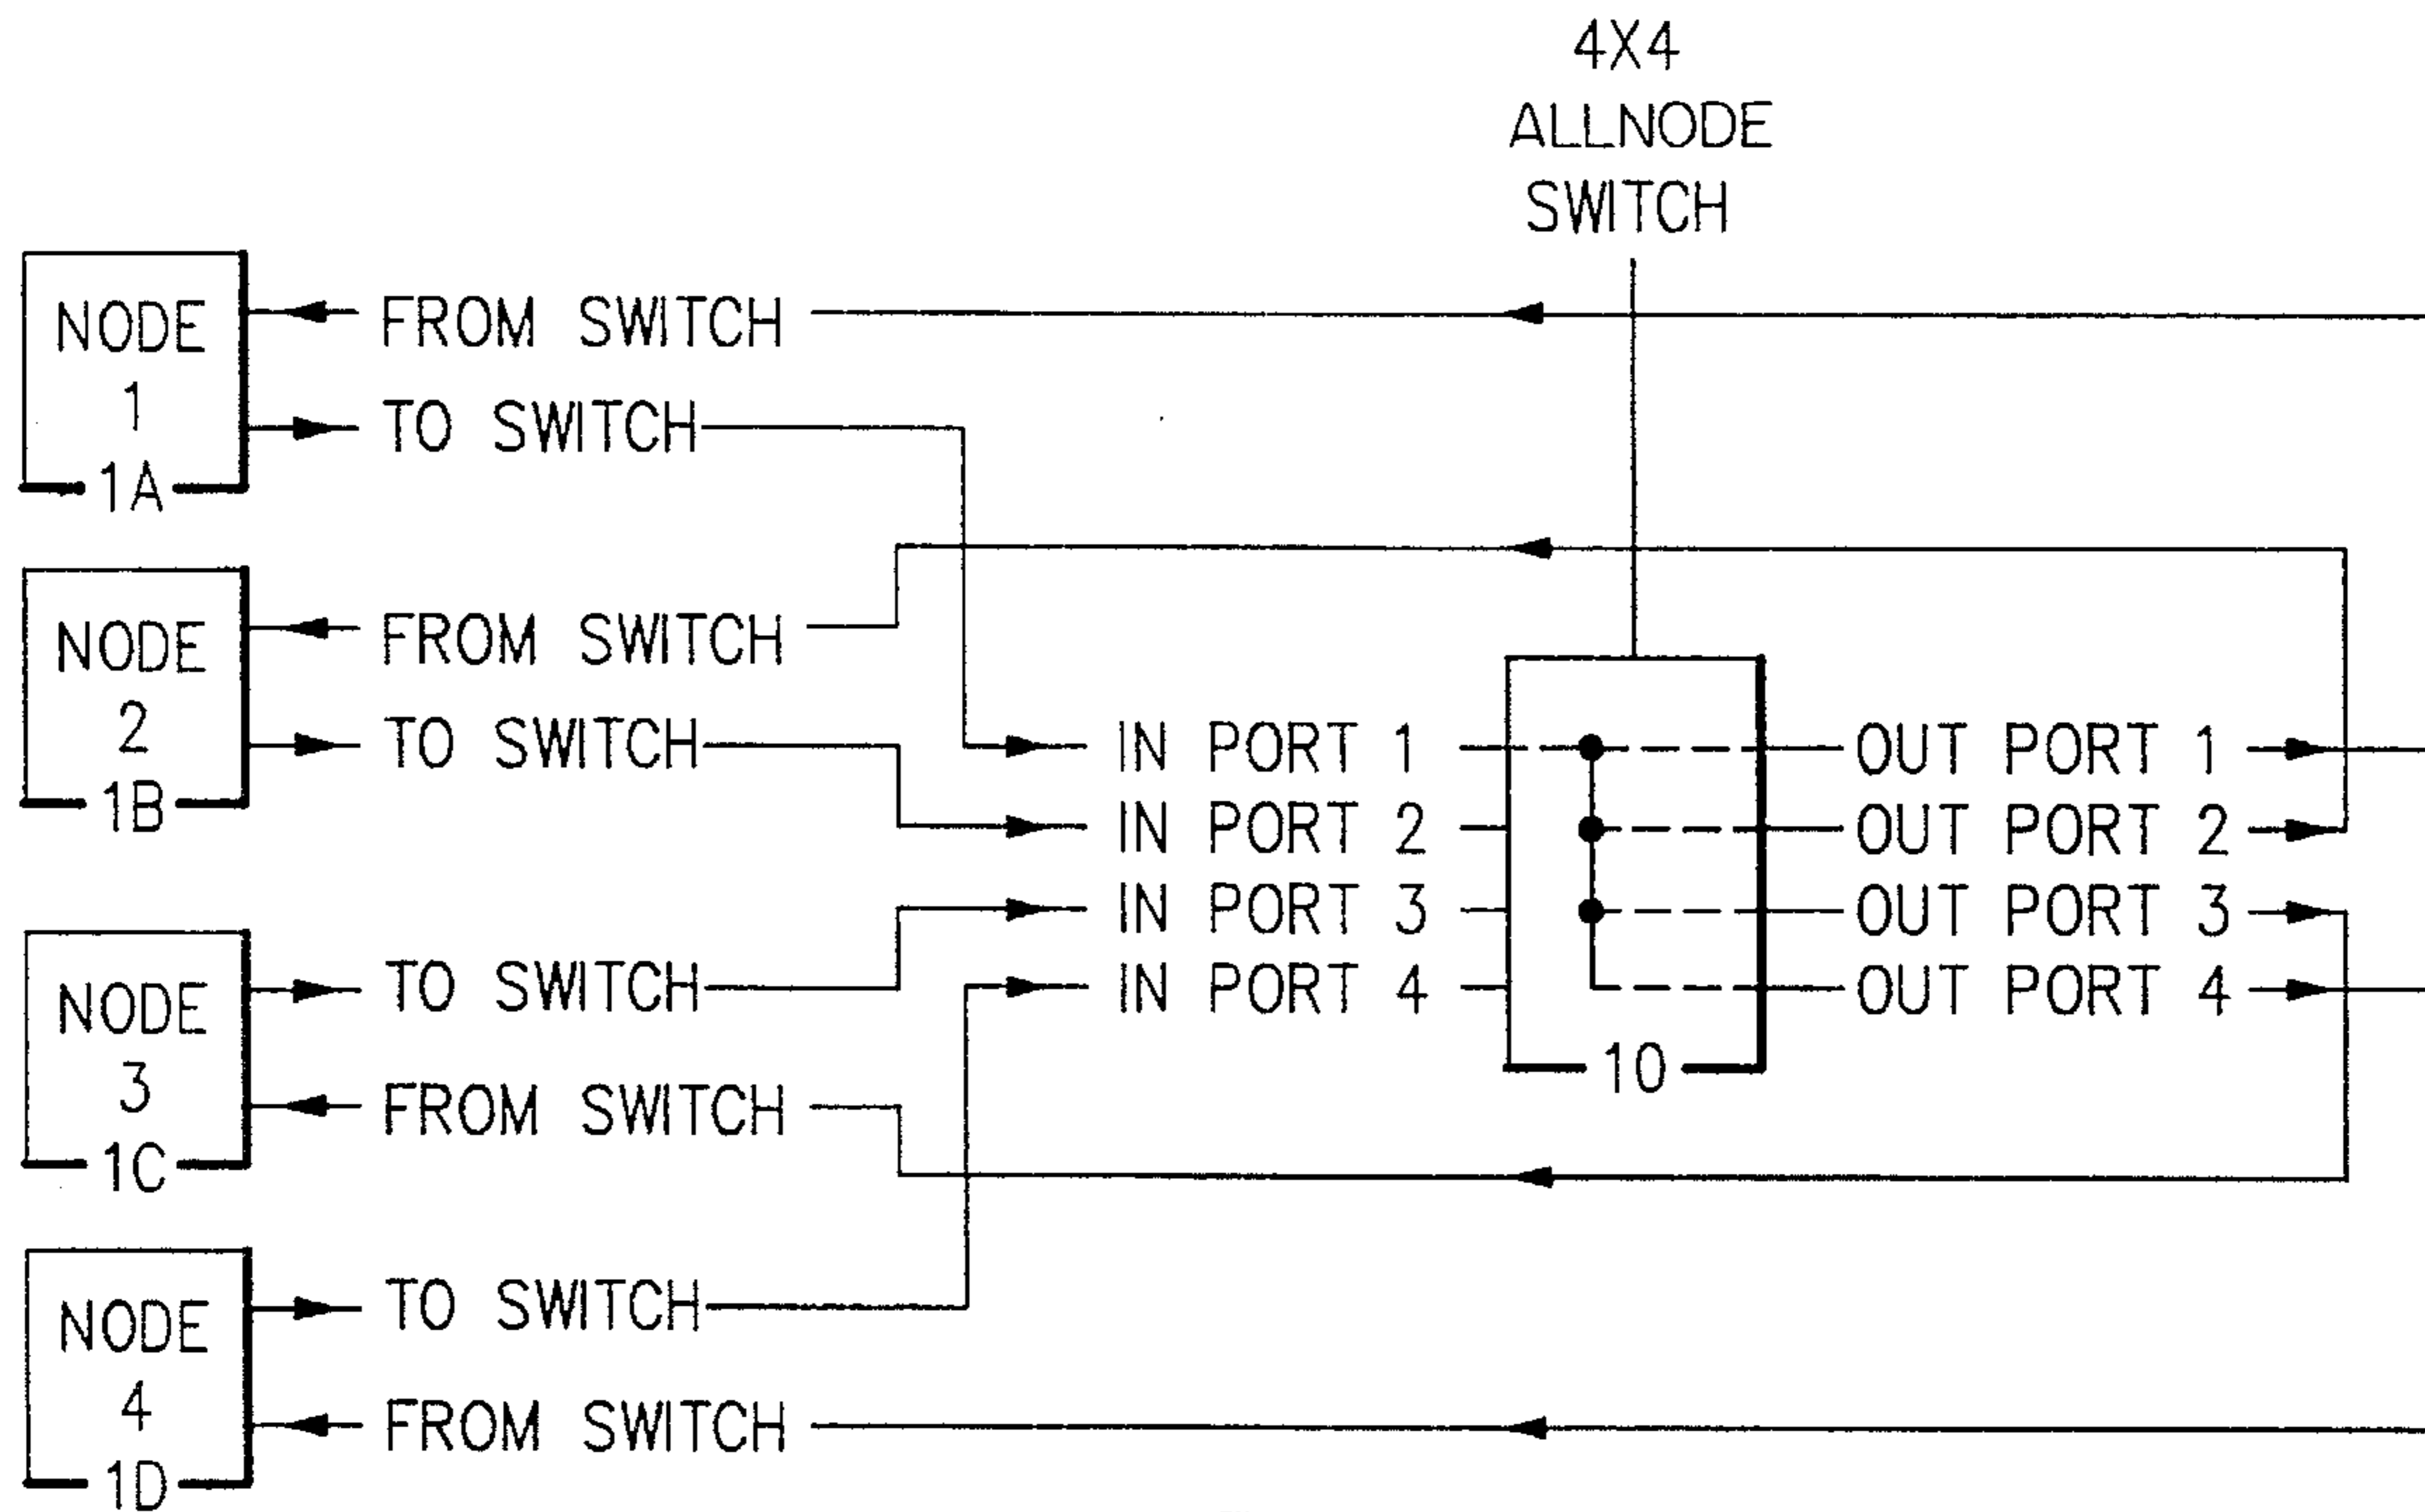 4X4
ALLNODE
SWITCH
NODE
1
1A
FROM SWITCH
TO SWITCH
NODE
2
1B
FROM SWITCH
TO SWITCH
NODE
3
1C
TO SWITCH
FROM SWITCH
NODE
4
1D
TO SWITCH
FROM SWITCH
IN PORT 1
IN PORT 2
IN PORT 3
IN PORT 4
10
OUT PORT 1
OUT PORT 2
OUT PORT 3
OUT PORT 4